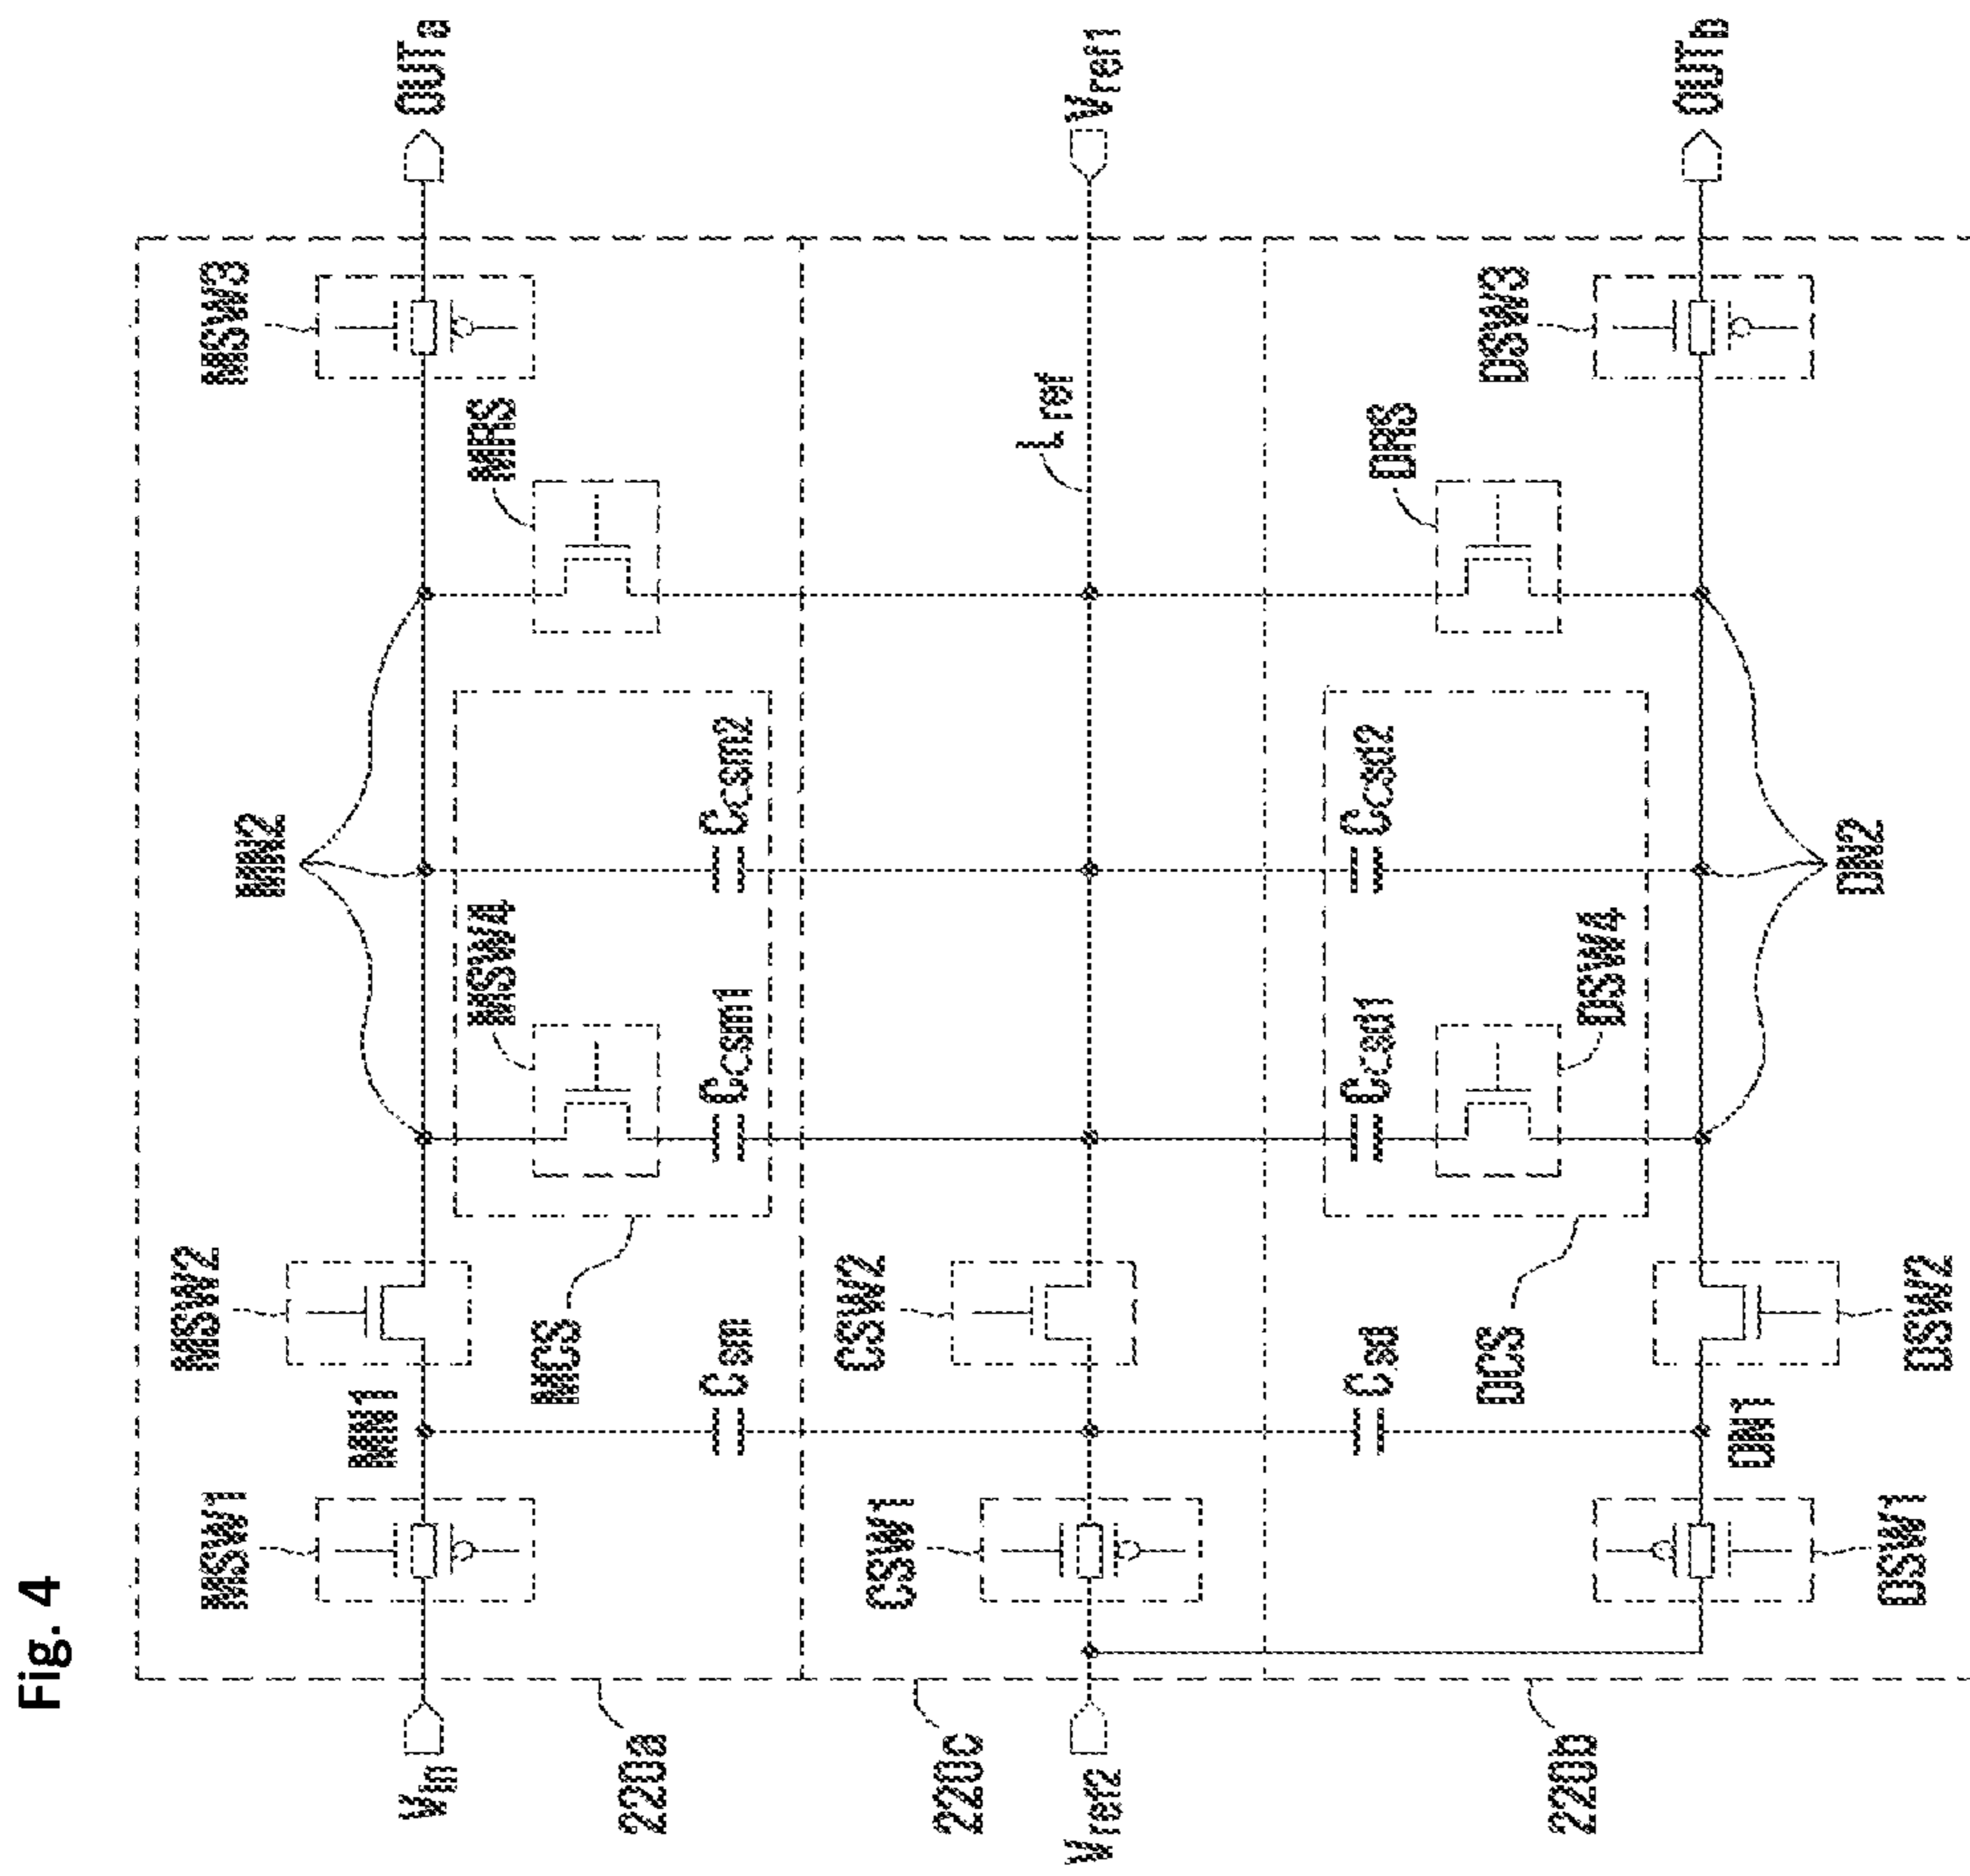 Fig. 4
MSW1
MSW2
MN2
MSW3
MN1
Vin
OUTa
MCS
MSW4
MRS
Csm
CCsm1
CCsm2
220a
CSW1
CSW2
Lref
Vref2
Vref1
220c
Csd
CCsd1
CCsd2
DRS
DCS
DSW4
DSW3
220b
DN1
OUTb
DSW1
DSW2
DN2